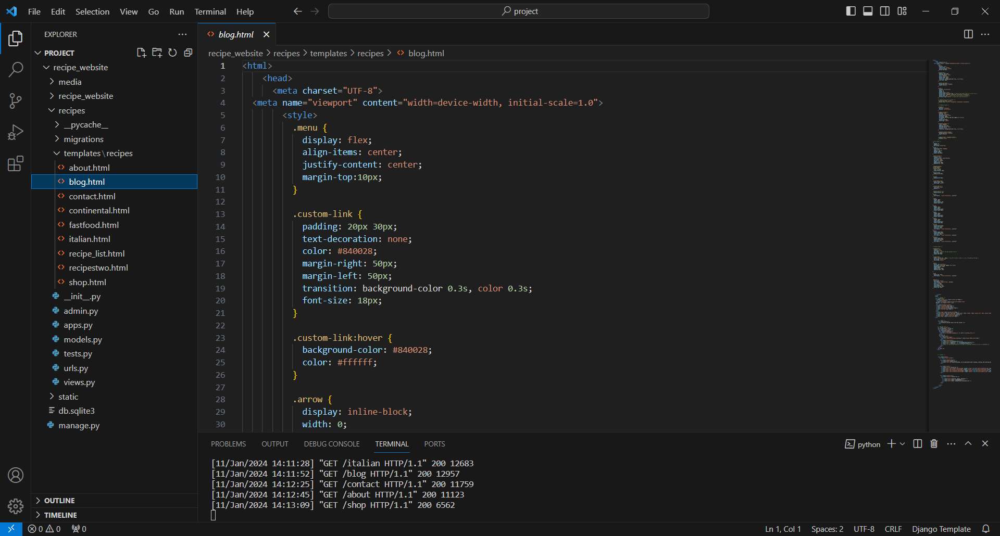 File Edit Selection View Go Run Terminal Help
project
EXPLORER
PROJECT
recipe_website
media
recipe_website
recipes
__pycache__
migrations
templates\recipes
about.html
blog.html
contact.html
continental.html
fastfood.html
italian.html
recipe_list.html
recipestwo.html
shop.html
__init__.py
admin.py
apps.py
models.py
tests.py
urls.py
views.py
static
db.sqlite3
manage.py
OUTLINE
TIMELINE
blog.html
recipe_website > recipes > templates > recipes > blog.html
1 <html>
2 <head>
3 <meta charset="UTF-8">
4 <meta name="viewport" content="width=device-width, initial-scale=1.0">
5 <style>
6 .menu {
7 display: flex;
8 align-items: center;
9 justify-content: center;
10 margin-top:10px;
11 }
12
13 .custom-link {
14 padding: 20px 30px;
15 text-decoration: none;
16 color: #840028;
17 margin-right: 50px;
18 margin-left: 50px;
19 transition: background-color 0.3s, color 0.3s;
20 font-size: 18px;
21 }
22
23 .custom-link:hover {
24 background-color: #840028;
25 color: #ffffff;
26 }
27
28 .arrow {
29 display: inline-block;
30 width: 0;
PROBLEMS OUTPUT DEBUG CONSOLE TERMINAL PORTS
python
[11/Jan/2024 14:11:28] "GET /italian HTTP/1.1" 200 12683
[11/Jan/2024 14:11:52] "GET /blog HTTP/1.1" 200 12957
[11/Jan/2024 14:12:25] "GET /contact HTTP/1.1" 200 11759
[11/Jan/2024 14:12:45] "GET /about HTTP/1.1" 200 11123
[11/Jan/2024 14:13:09] "GET /shop HTTP/1.1" 200 6562
0 0 0
Ln 1, Col 1 Spaces: 2 UTF-8 CRLF Django Template